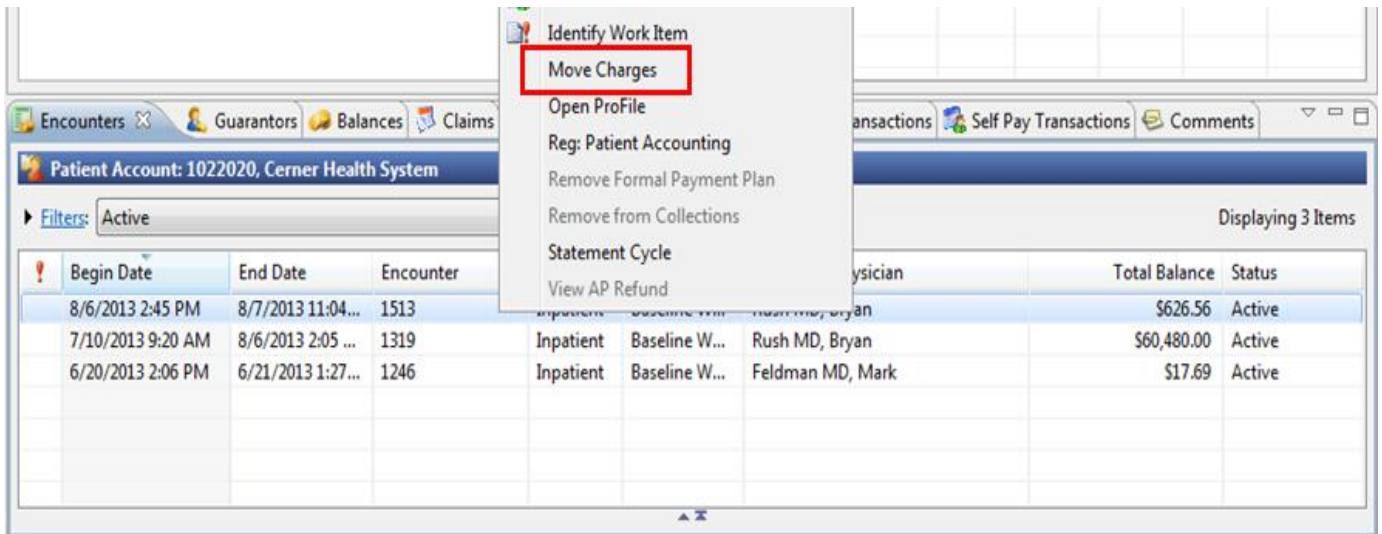 Identify Work Item
Move Charges
Open ProFile
Reg: Patient Accounting
Remove Formal Payment Plan
Remove from Collections
Statement Cycle
View AP Refund
Encounters Guarantors Balances Claims ansactions Self Pay Transactions Comments
Patient Account: 1022020, Cerner Health System
Filters: Active Displaying 3 Items
! Begin Date End Date Encounter ysician Total Balance Status
8/6/2013 2:45 PM 8/7/2013 11:04... 1513 Inpatient Baseline W... Rush MD, Bryan $626.56 Active
7/10/2013 9:20 AM 8/6/2013 2:05 ... 1319 Inpatient Baseline W... Rush MD, Bryan $60,480.00 Active
6/20/2013 2:06 PM 6/21/2013 1:27... 1246 Inpatient Baseline W... Feldman MD, Mark $17.69 Active